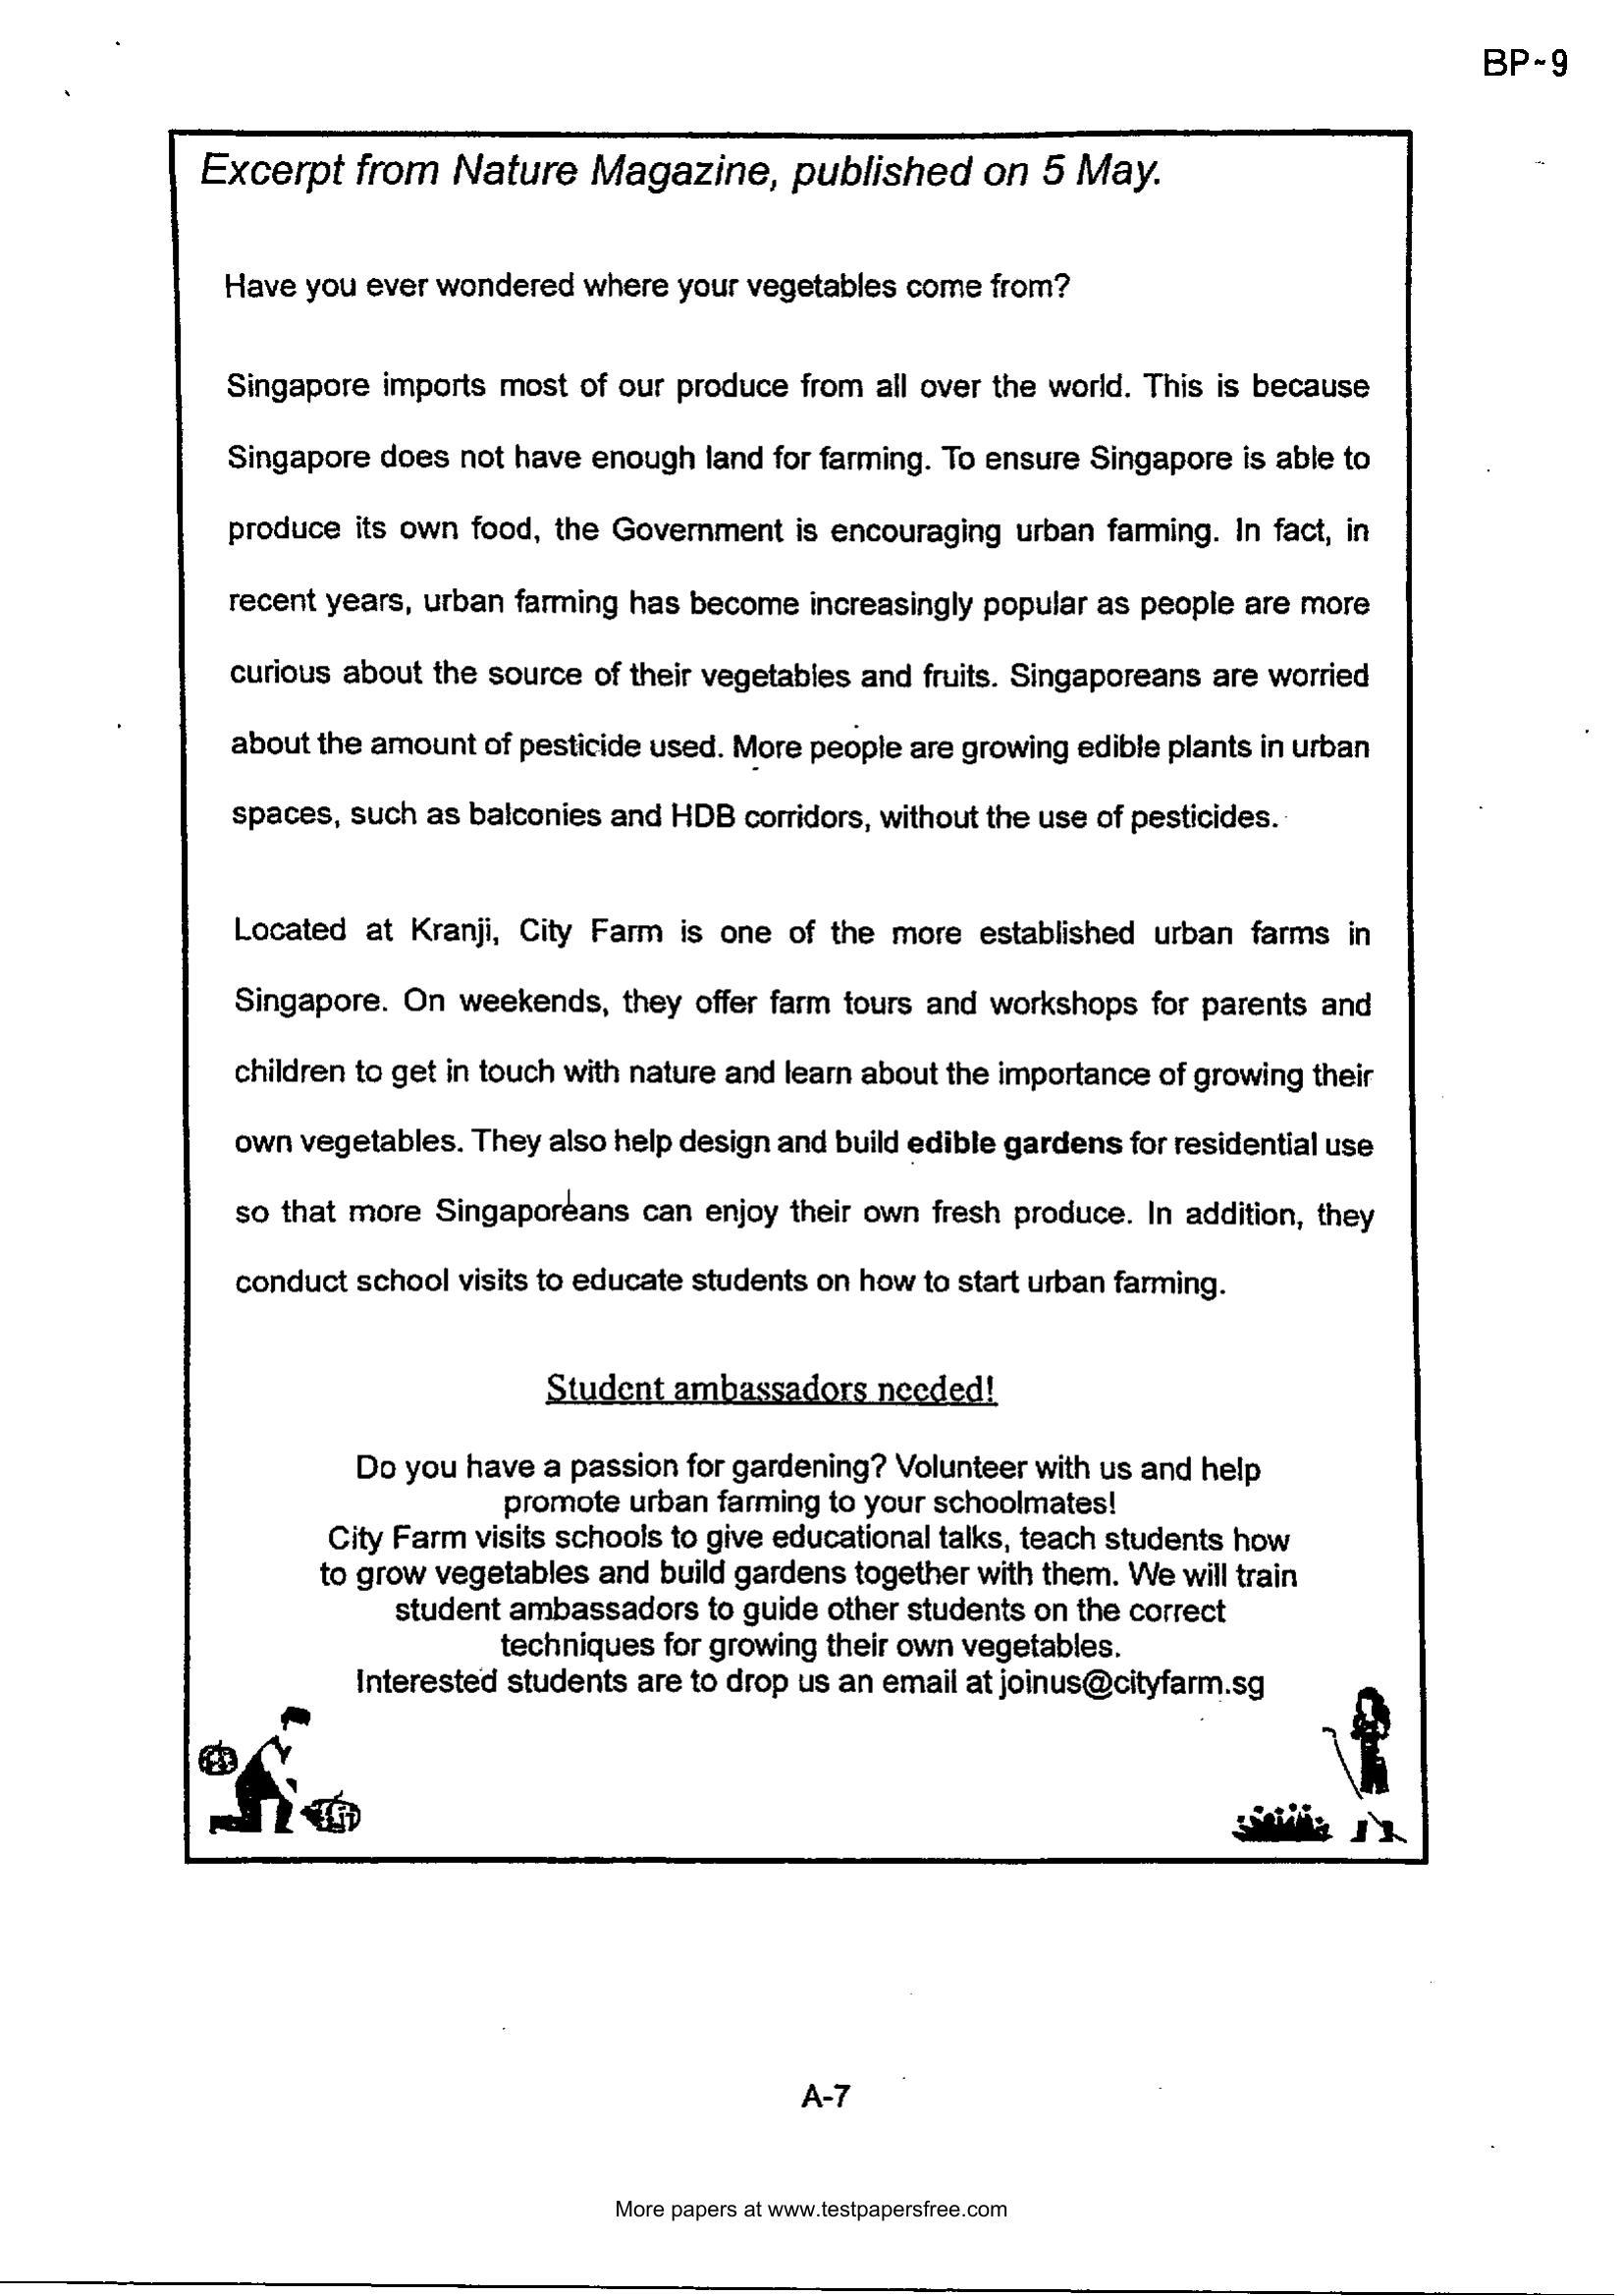 BP-9
Excerpt from Nature Magazine, published on 5 May.
Have you ever wondered where your vegetables come from?
Singapore imports most of our produce from all over the world. This is because
Singapore does not have enough land for farming. To ensure Singapore is able to
produce its own food, the Government is encouraging urban farming. In fact, in
recent years, urban farming has become increasingly popular as people are more
curious about the source of their vegetables and fruits. Singaporeans are worried
about the amount of pesticide used. More people are growing edible plants in urban
spaces, such as balconies and HDB corridors, without the use of pesticides.
Located at Kranji, City Farm is one of the more established urban farms in
Singapore. On weekends, they offer farm tours and workshops for parents and
children to get in touch with nature and learn about the importance of growing their
own vegetables. They also help design and build edible gardens for residential use
so that more Singaporeans can enjoy their own fresh produce. In addition, they
conduct school visits to educate students on how to start urban farming.
Student ambassadors needed!
Do you have a passion for gardening? Volunteer with us and help
promote urban farming to your schoolmates!
City Farm visits schools to give educational talks, teach students how
to grow vegetables and build gardens together with them. We will train
student ambassadors to guide other students on the correct
techniques for growing their own vegetables.
Interested students are to drop us an email at joinus@cityfarm.sg
A-7
More papers at www.testpapersfree.com